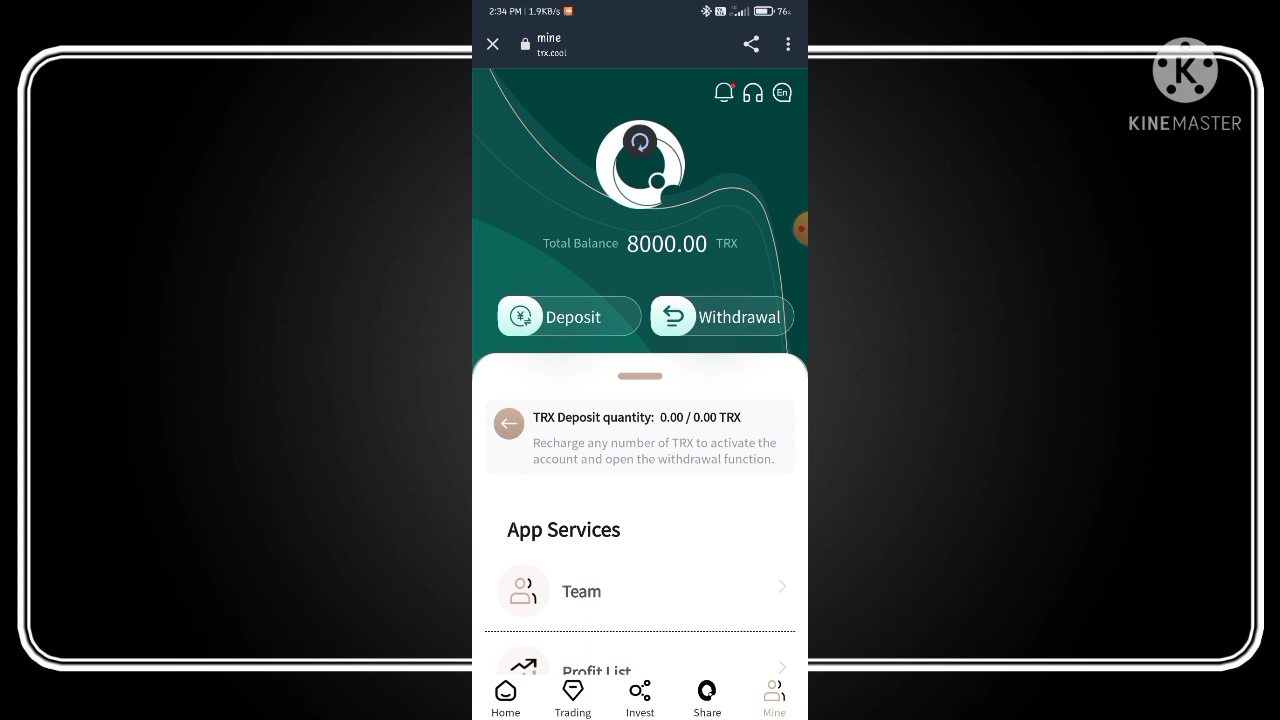 2:34 PM | 1.9KB/s
76%
mine
trx.cool
K
KINEMASTER
En
Total Balance 8000.00 TRX
¥ Deposit
Withdrawal
TRX Deposit quantity: 0.00 / 0.00 TRX
Recharge any number of TRX to activate the
account and open the withdrawal function.
App Services
Team
Profit List
Home
Trading
Invest
Share
Mine